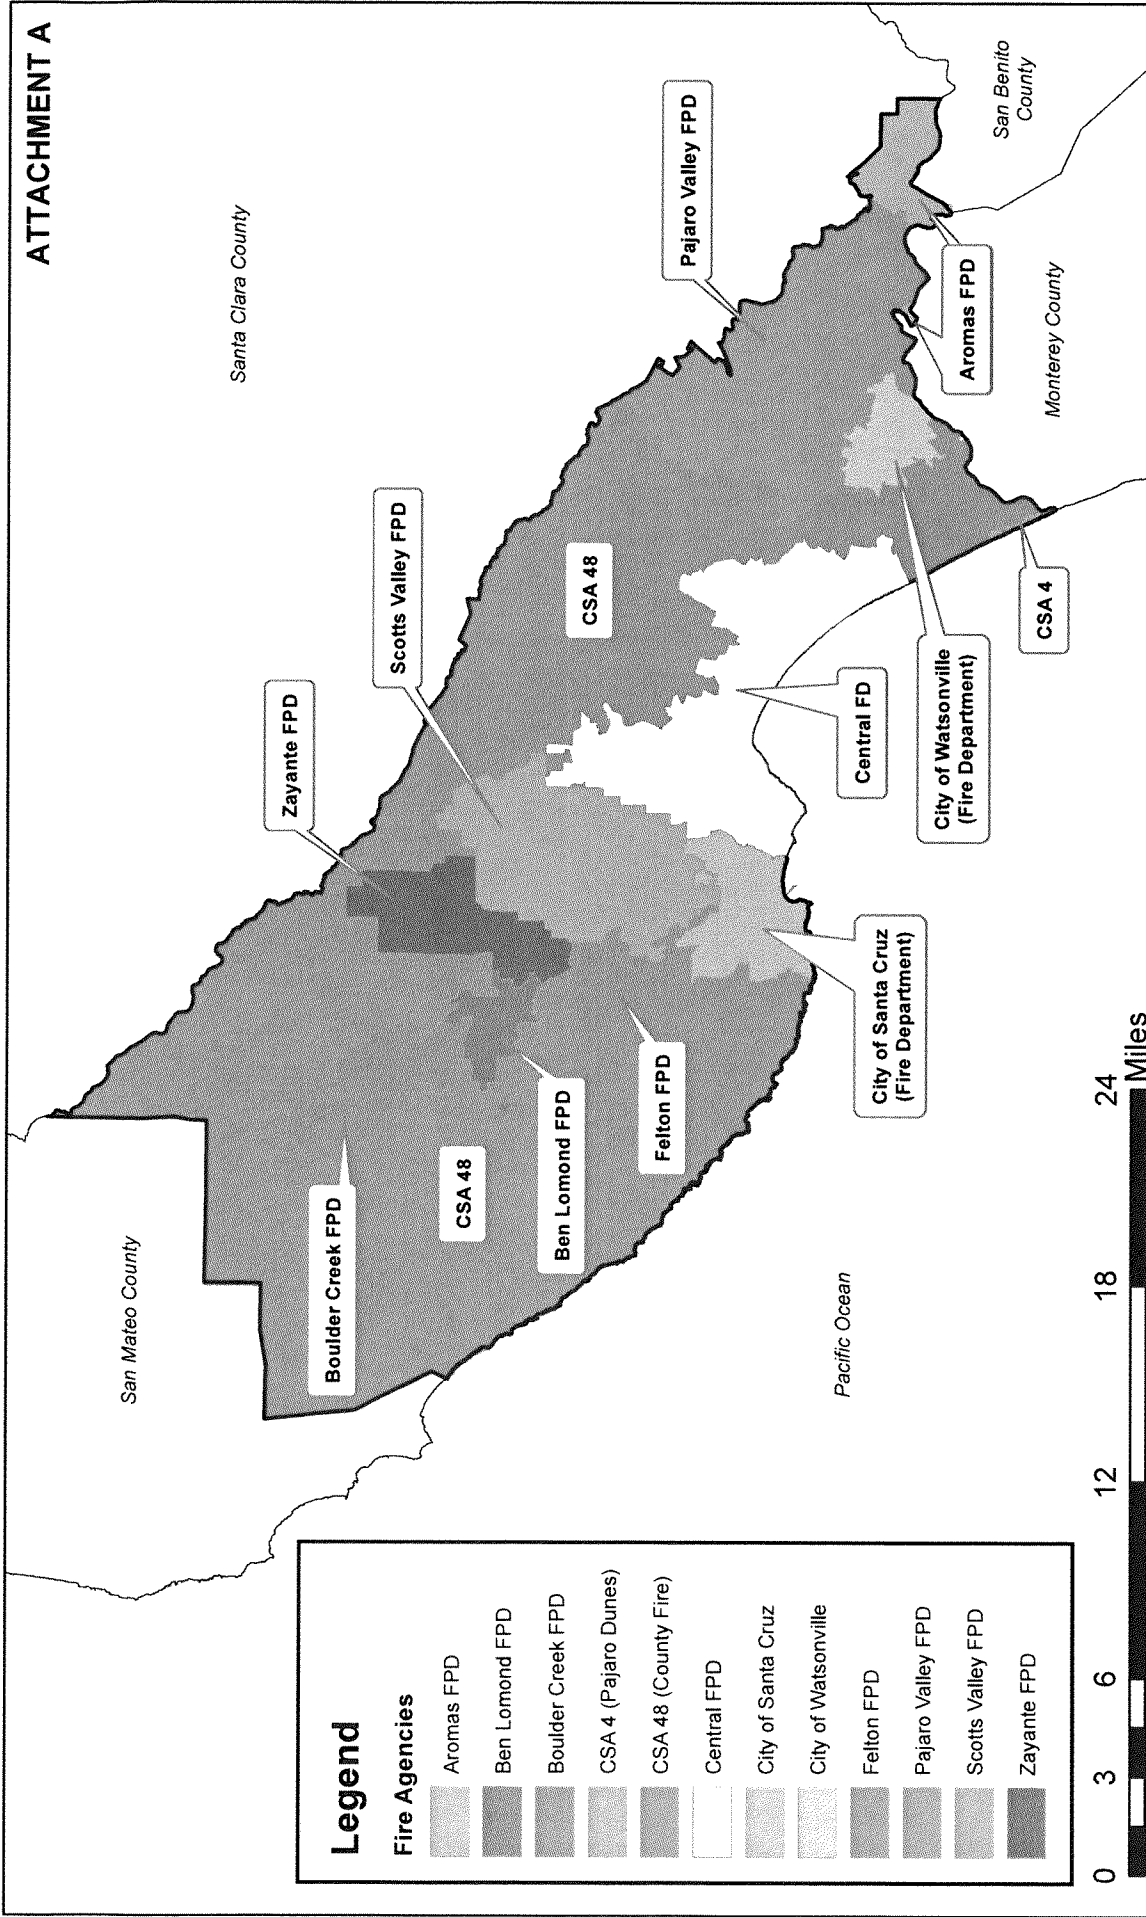 ATTACHMENT A
San Mateo County
Santa Clara County
Zayante FPD
Scotts Valley FPD
Boulder Creek FPD
CSA 48
Ben Lomond FPD
Felton FPD
CSA 48
Pajaro Valley FPD
San Benito
County
Aromas FPD
Monterey County
Central FD
City of Santa Cruz
(Fire Department)
City of Watsonville
(Fire Department)
CSA 4
Pacific Ocean
Legend
Fire Agencies
Aromas FPD
Ben Lomond FPD
Boulder Creek FPD
CSA 4 (Pajaro Dunes)
CSA 48 (County Fire)
Central FPD
City of Santa Cruz
City of Watsonville
Felton FPD
Pajaro Valley FPD
Scotts Valley FPD
Zayante FPD
0 3 6 12 18 24
Miles